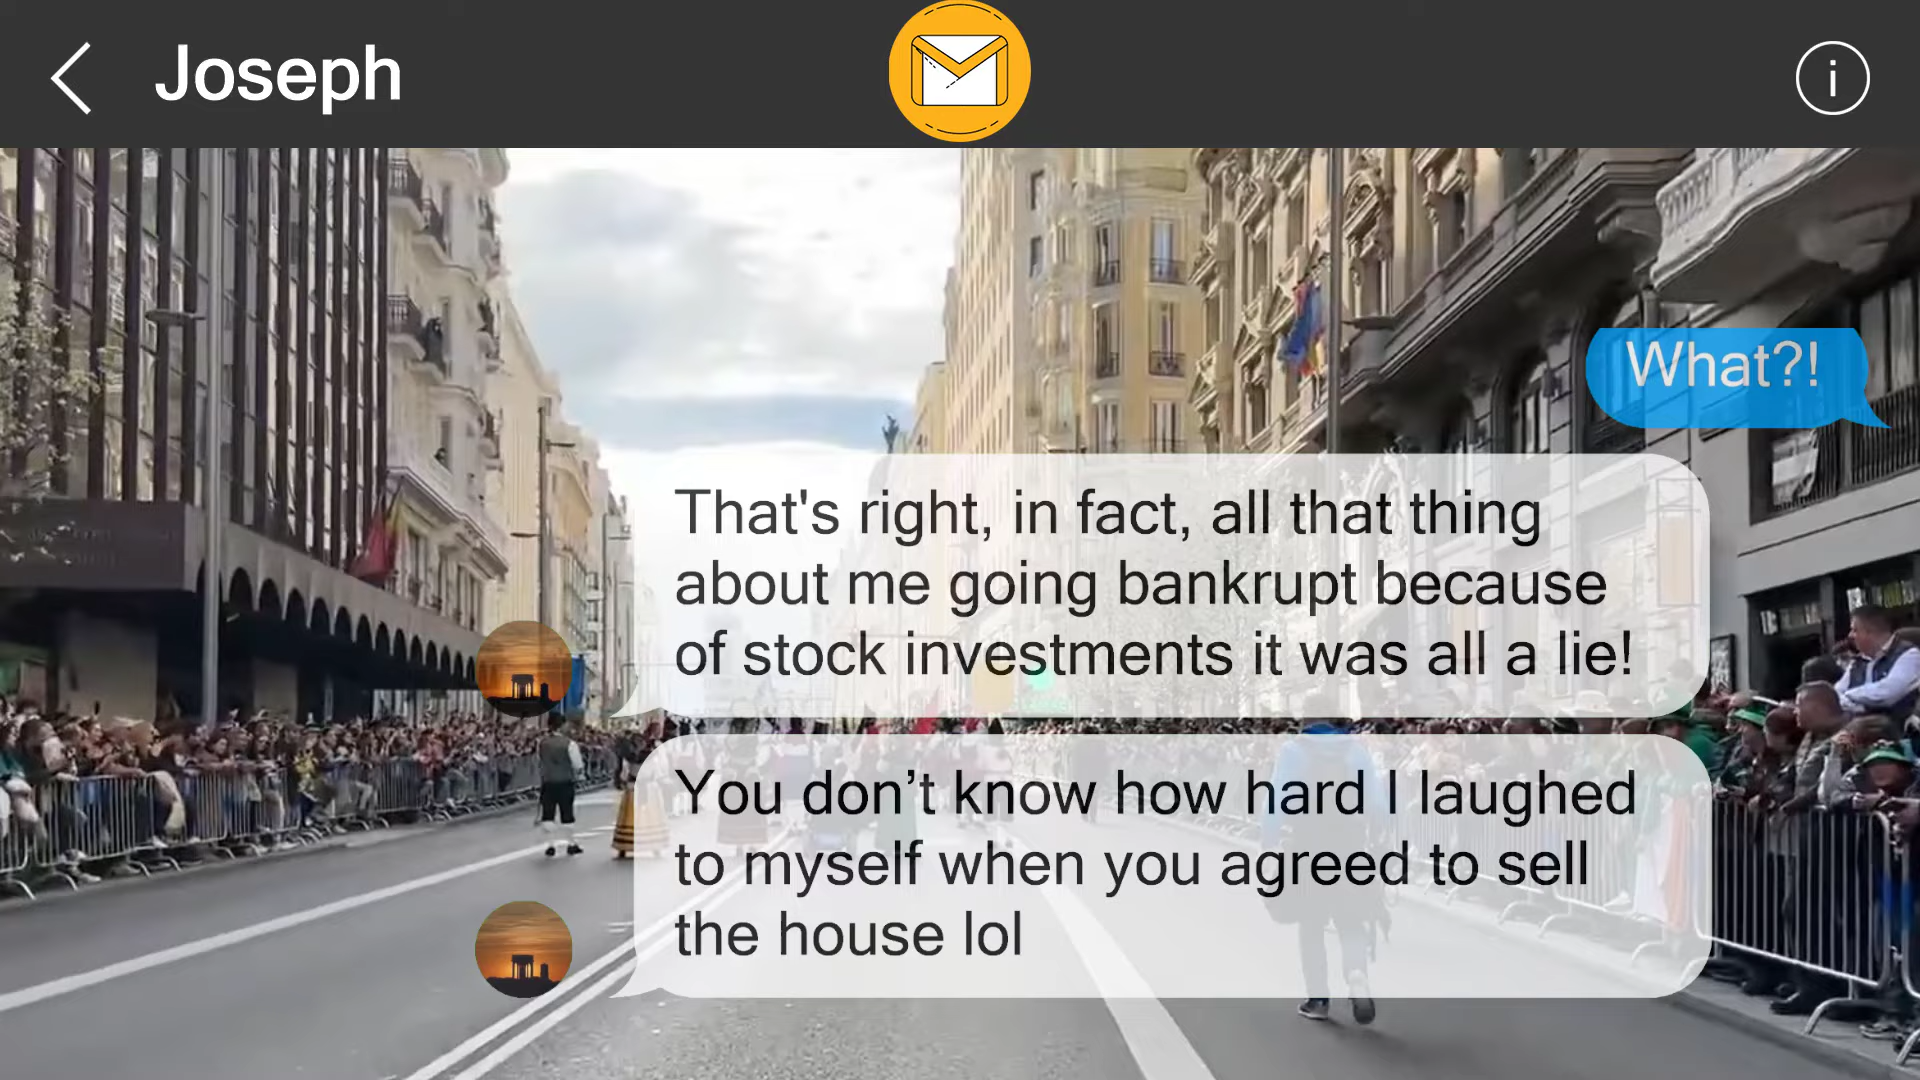 Joseph
What?!
That's right, in fact, all that thing
about me going bankrupt because
of stock investments it was all a lie!
You don’t know how hard I laughed
to myself when you agreed to sell
the house lol